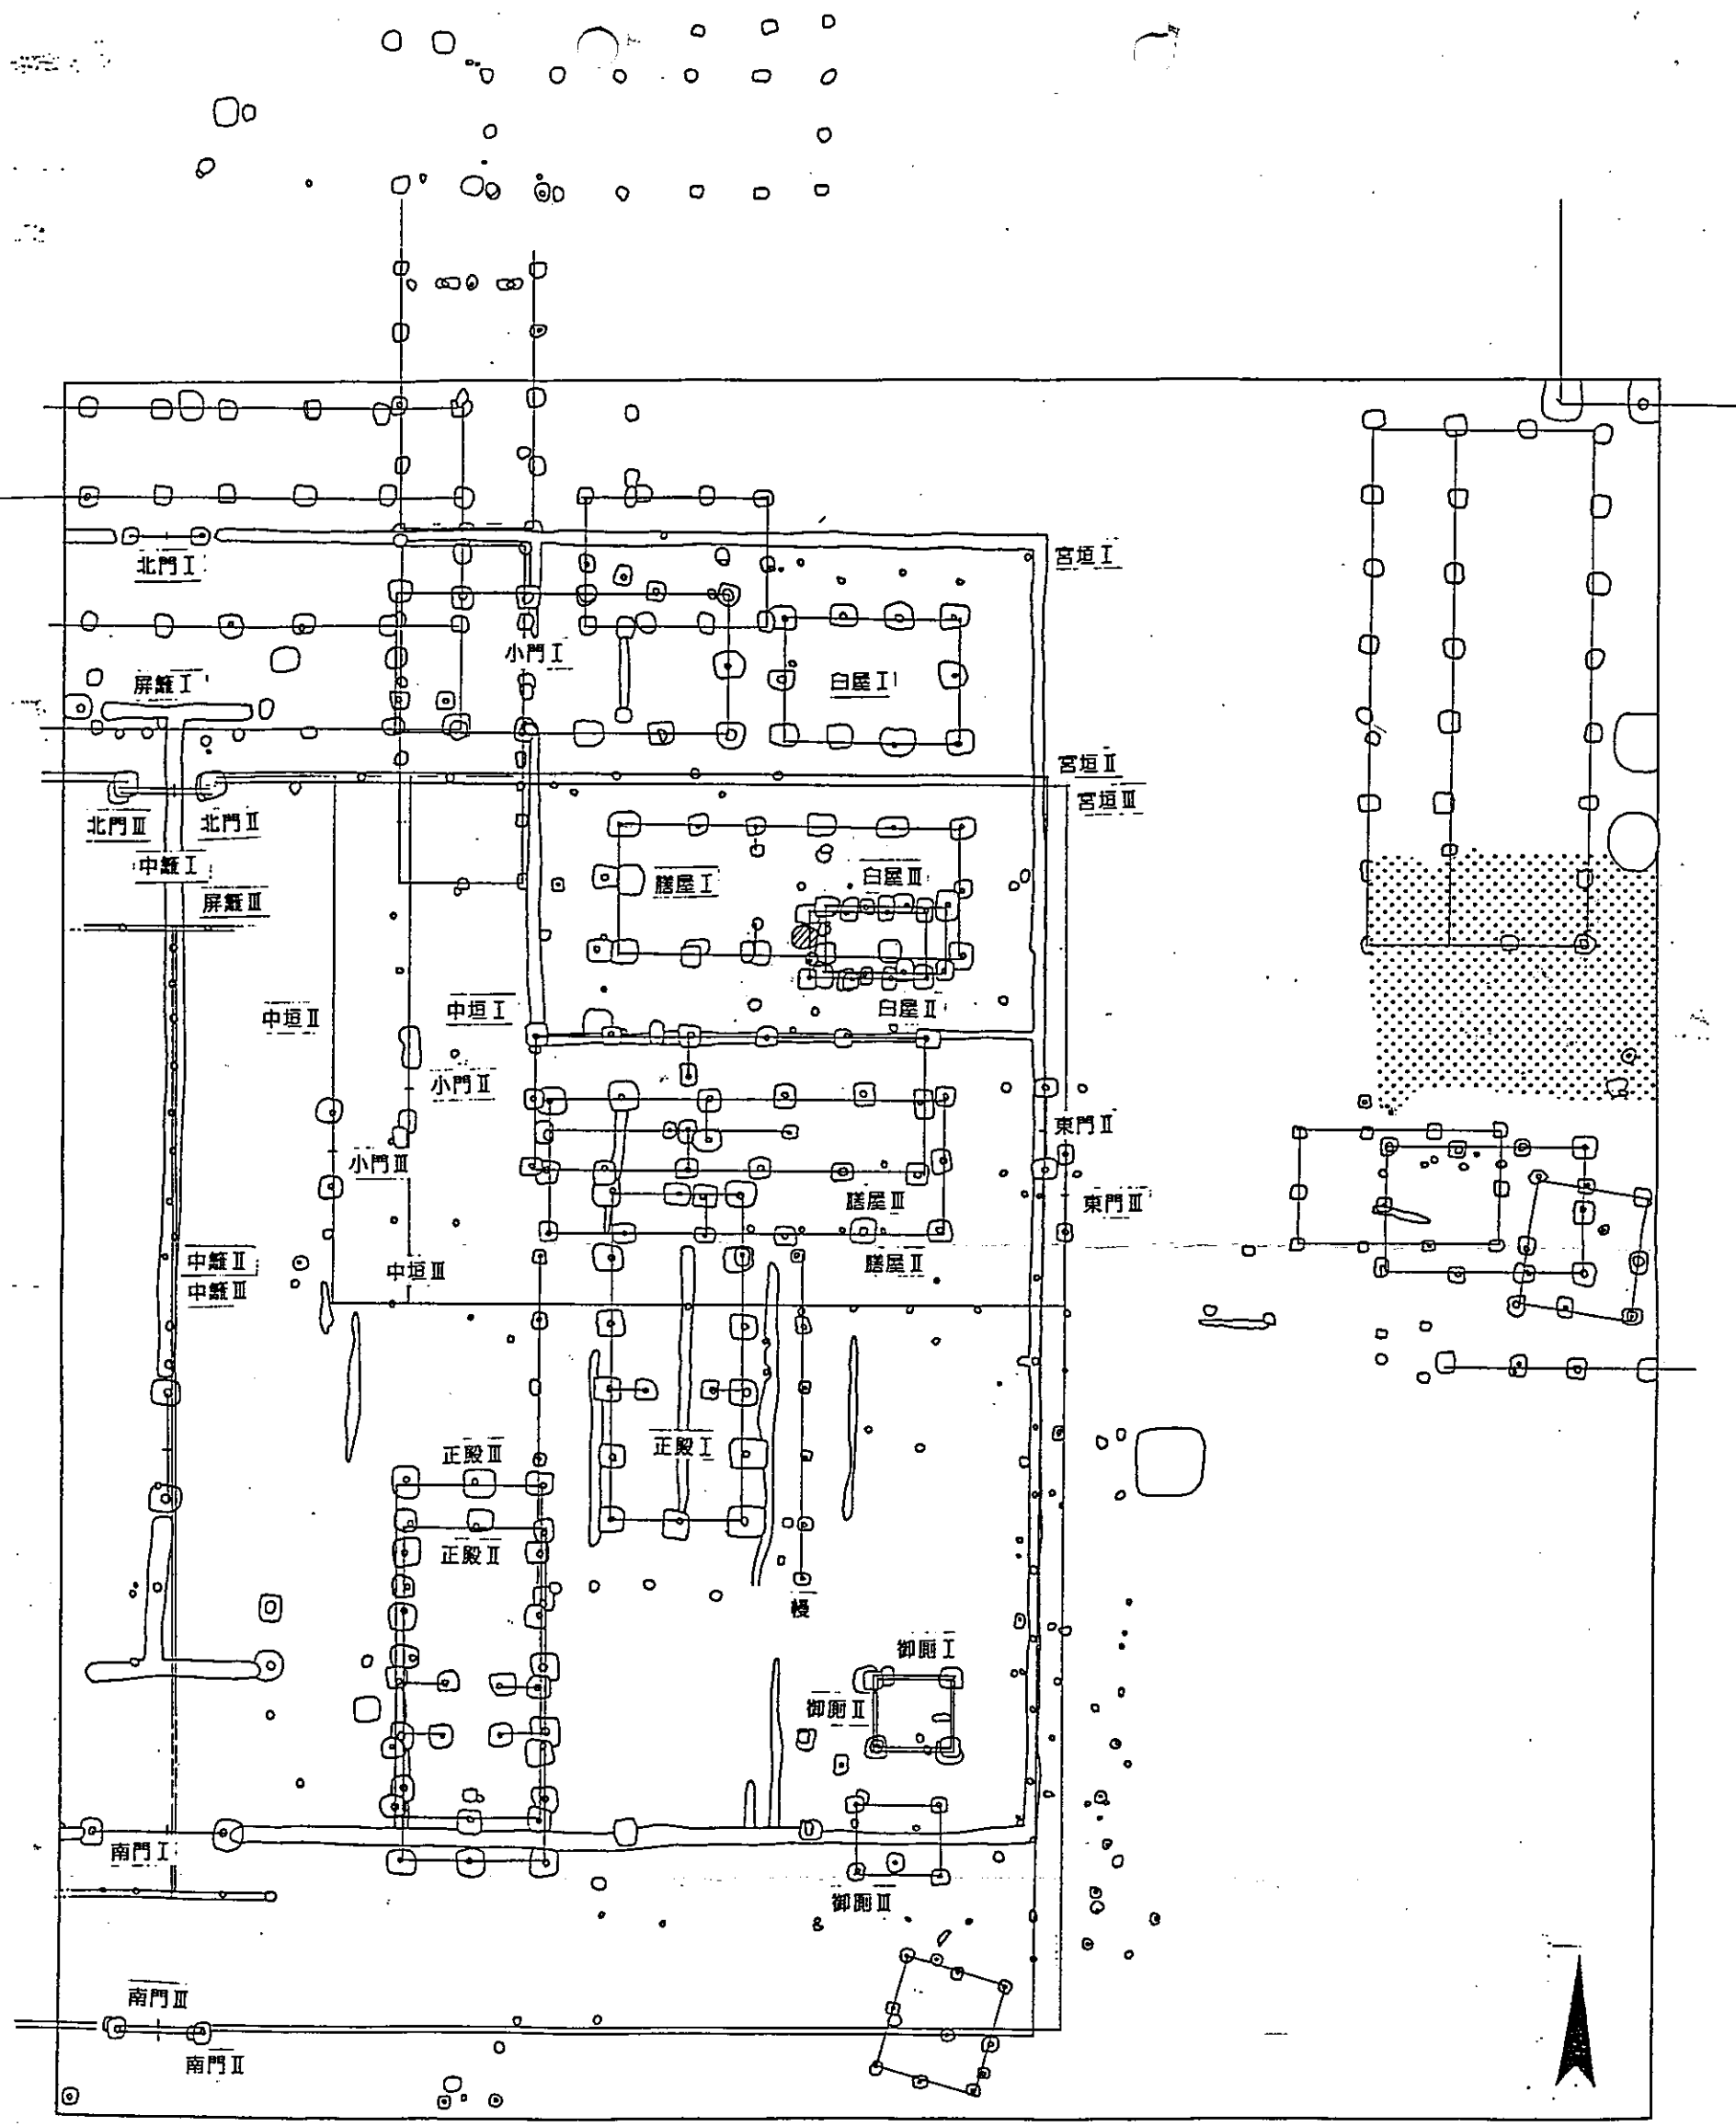 北門Ⅰ
宮垣Ⅰ
小門Ⅰ
屏籬Ⅰ
臼屋Ⅰ
宮垣Ⅱ
宮垣Ⅲ
北門Ⅲ
北門Ⅱ
中籬Ⅰ
膳屋Ⅰ
臼屋Ⅲ
屏籬Ⅲ
中垣Ⅱ
中垣Ⅰ
臼屋Ⅱ
小門Ⅱ
東門Ⅱ
小門Ⅲ
膳屋Ⅲ
東門Ⅲ
中籬Ⅱ
中籬Ⅲ
中垣Ⅲ
膳屋Ⅱ
正殿Ⅲ
正殿Ⅰ
正殿Ⅱ
幄
御厠Ⅰ
御厠Ⅱ
南門Ⅰ
御厠Ⅲ
南門Ⅲ
南門Ⅱ